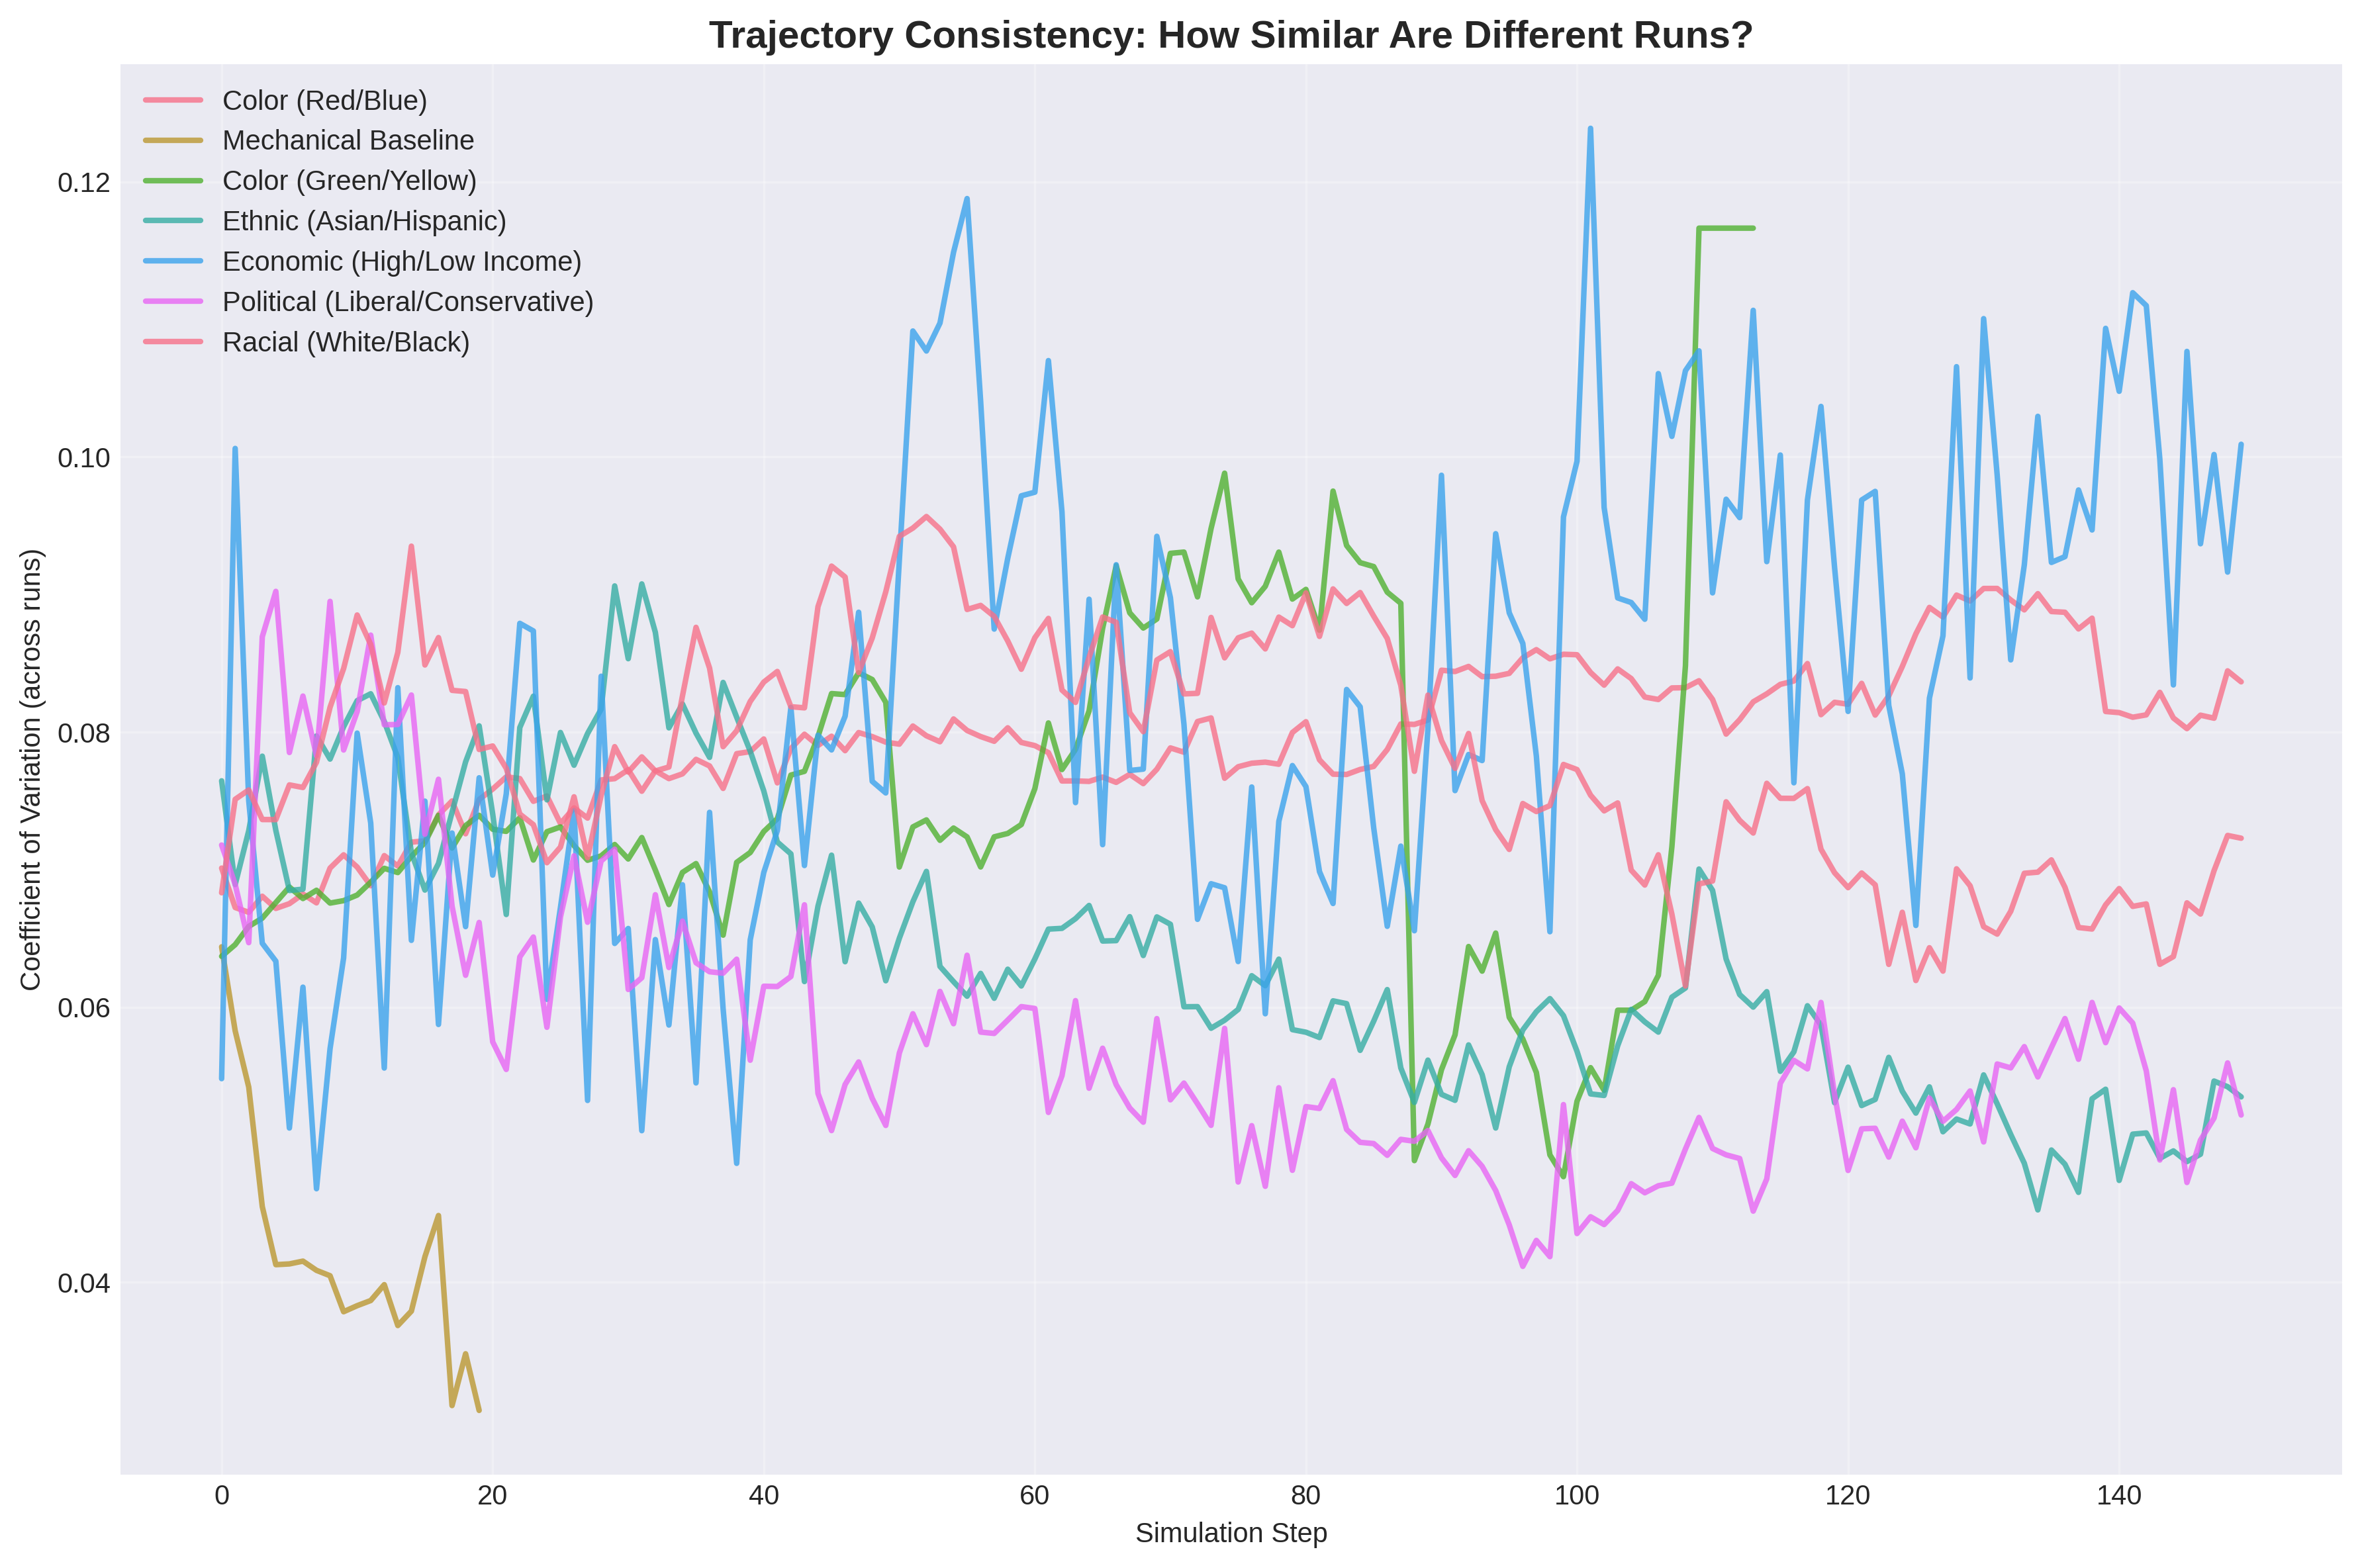 Trajectory Consistency: How Similar Are Different Runs?
Color (Red/Blue)
Mechanical Baseline
Color (Green/Yellow)
Ethnic (Asian/Hispanic)
Economic (High/Low Income)
Political (Liberal/Conservative)
Racial (White/Black)
Coefficient of Variation (across runs)
0.12
0.10
0.08
0.06
0.04
0 20 40 60 80 100 120 140
Simulation Step